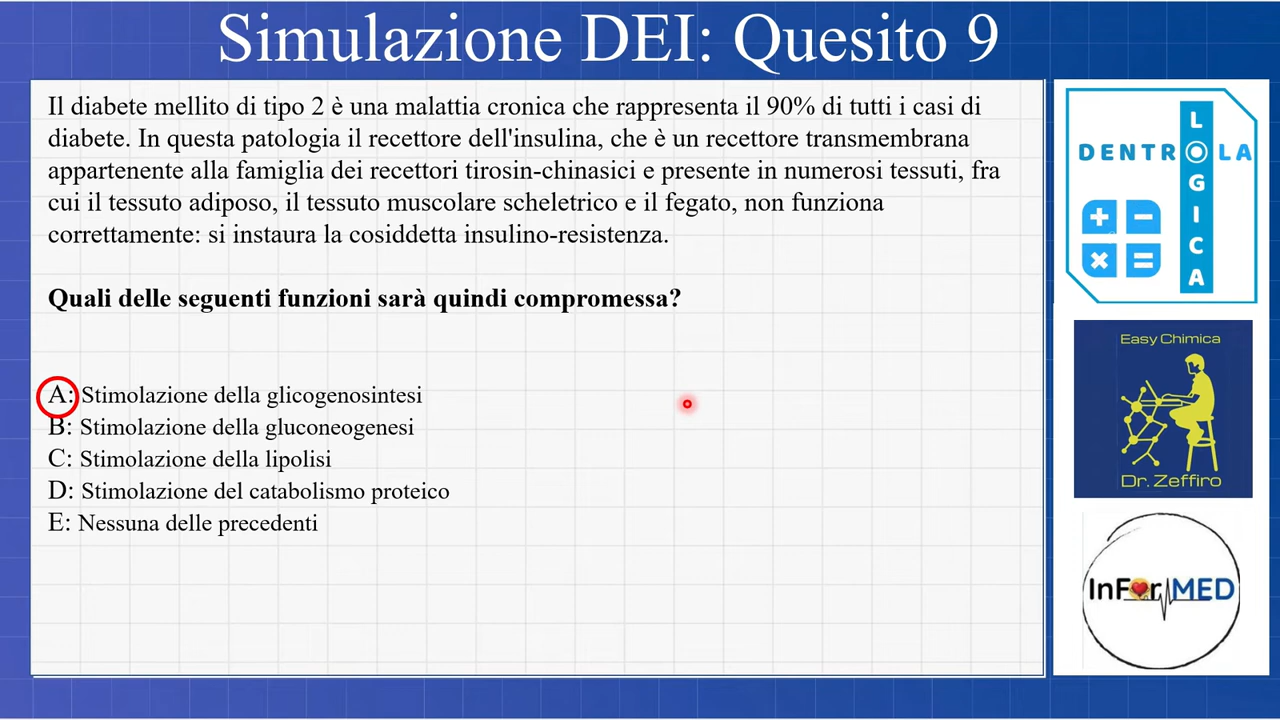 Simulazione DEI: Quesito 9
Il diabete mellito di tipo 2 è una malattia cronica che rappresenta il 90% di tutti i casi di
diabete. In questa patologia il recettore dell'insulina, che è un recettore transmembrana
appartenente alla famiglia dei recettori tirosin-chinasici e presente in numerosi tessuti, fra
cui il tessuto adiposo, il tessuto muscolare scheletrico e il fegato, non funziona
correttamente: si instaura la cosiddetta insulino-resistenza.
Quali delle seguenti funzioni sarà quindi compromessa?
A: Stimolazione della glicogenosintesi
B: Stimolazione della gluconeogenesi
C: Stimolazione della lipolisi
D: Stimolazione del catabolismo proteico
E: Nessuna delle precedenti
DENTRO LA
LOGICA
+ −
× =
Easy Chimica
Dr. Zeffiro
InForMED